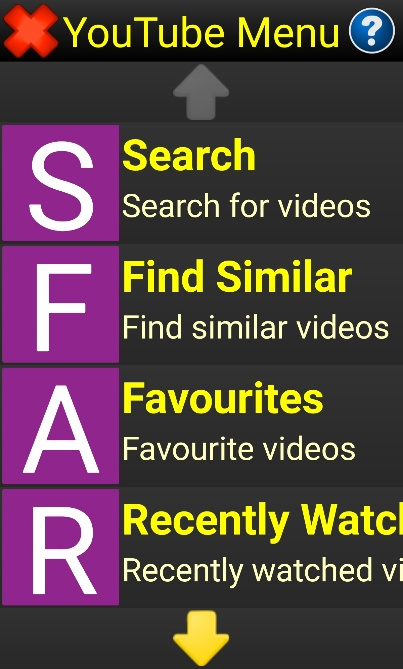 YouTube Menu ?
S
Search
Search for videos
F
Find Similar
Find similar videos
A
Favourites
Favourite videos
R
Recently Watch
Recently watched vi